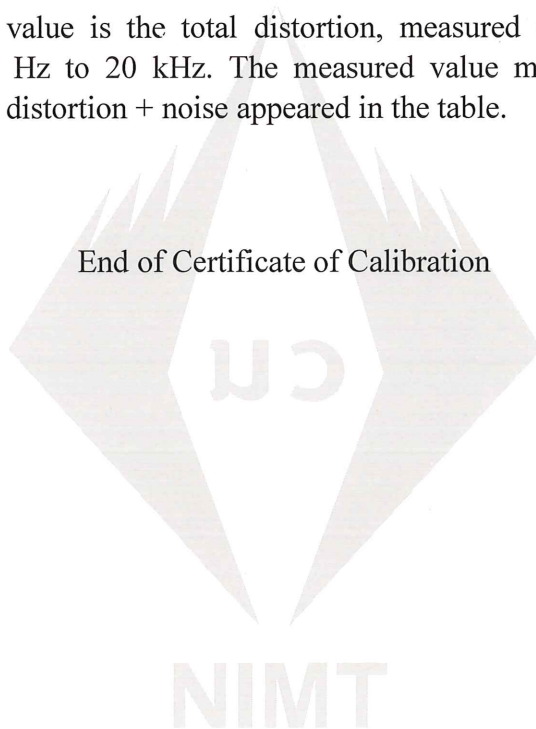 value is the total distortion, measured
Hz to 20 kHz. The measured value m
distortion + noise appeared in the table.
End of Certificate of Calibration
NIMT